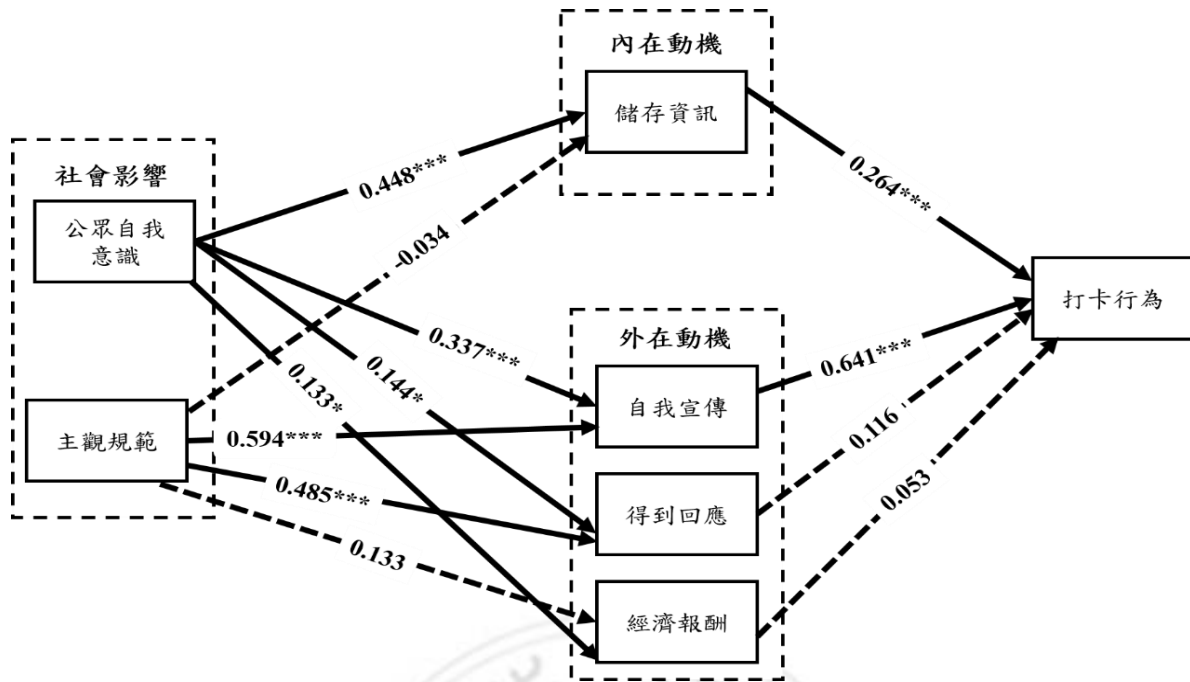 內在動機
儲存資訊
社會影響
公眾自我
意識
0.448***
0.264***
-0.034
打卡行為
外在動機
0.337***
0.641***
0.144*
0.133*
自我宣傳
主觀規範
0.594***
0.116
0.485***
得到回應
0.053
0.133
經濟報酬